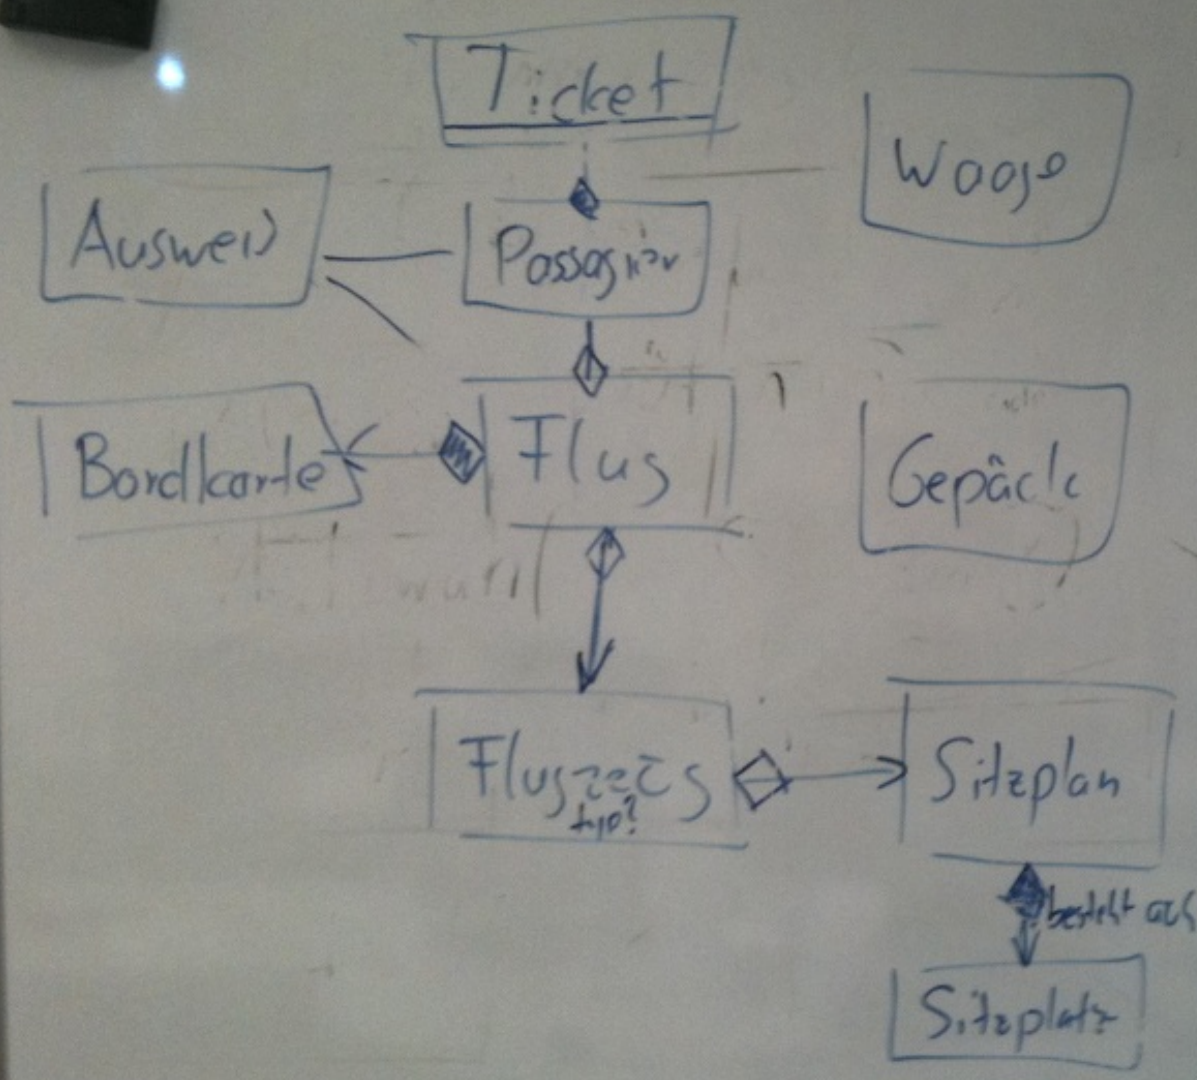 Ticket
Waage
Ausweis
Passagier
Bordkarte
Flug
Gepäck
Flugzeug
typ?
Sitzplan
besteht aus
Sitzplatz